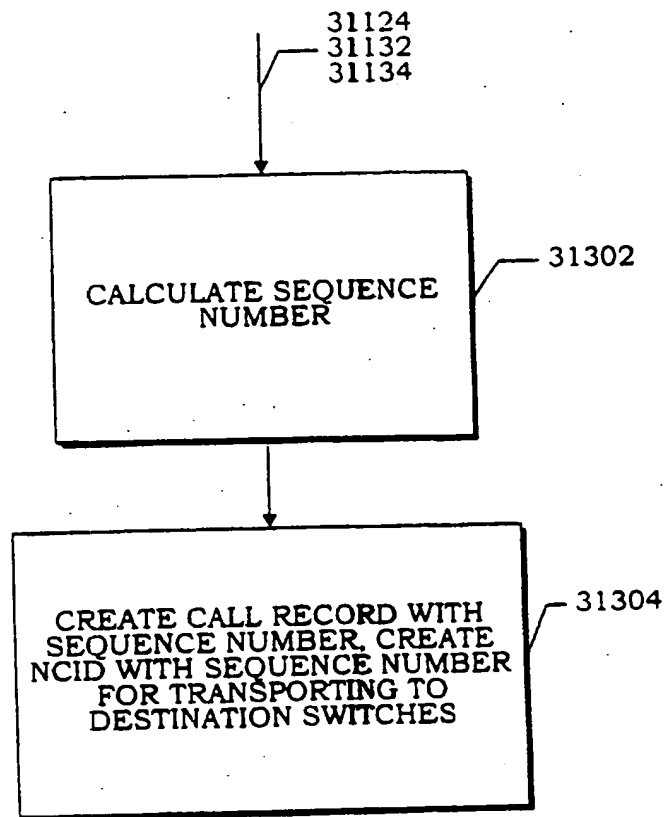 31124
31132
31134
31302
CALCULATE SEQUENCE
NUMBER
31304
CREATE CALL RECORD WITH
SEQUENCE NUMBER, CREATE
NCID WITH SEQUENCE NUMBER
FOR TRANSPORTING TO
DESTINATION SWITCHES